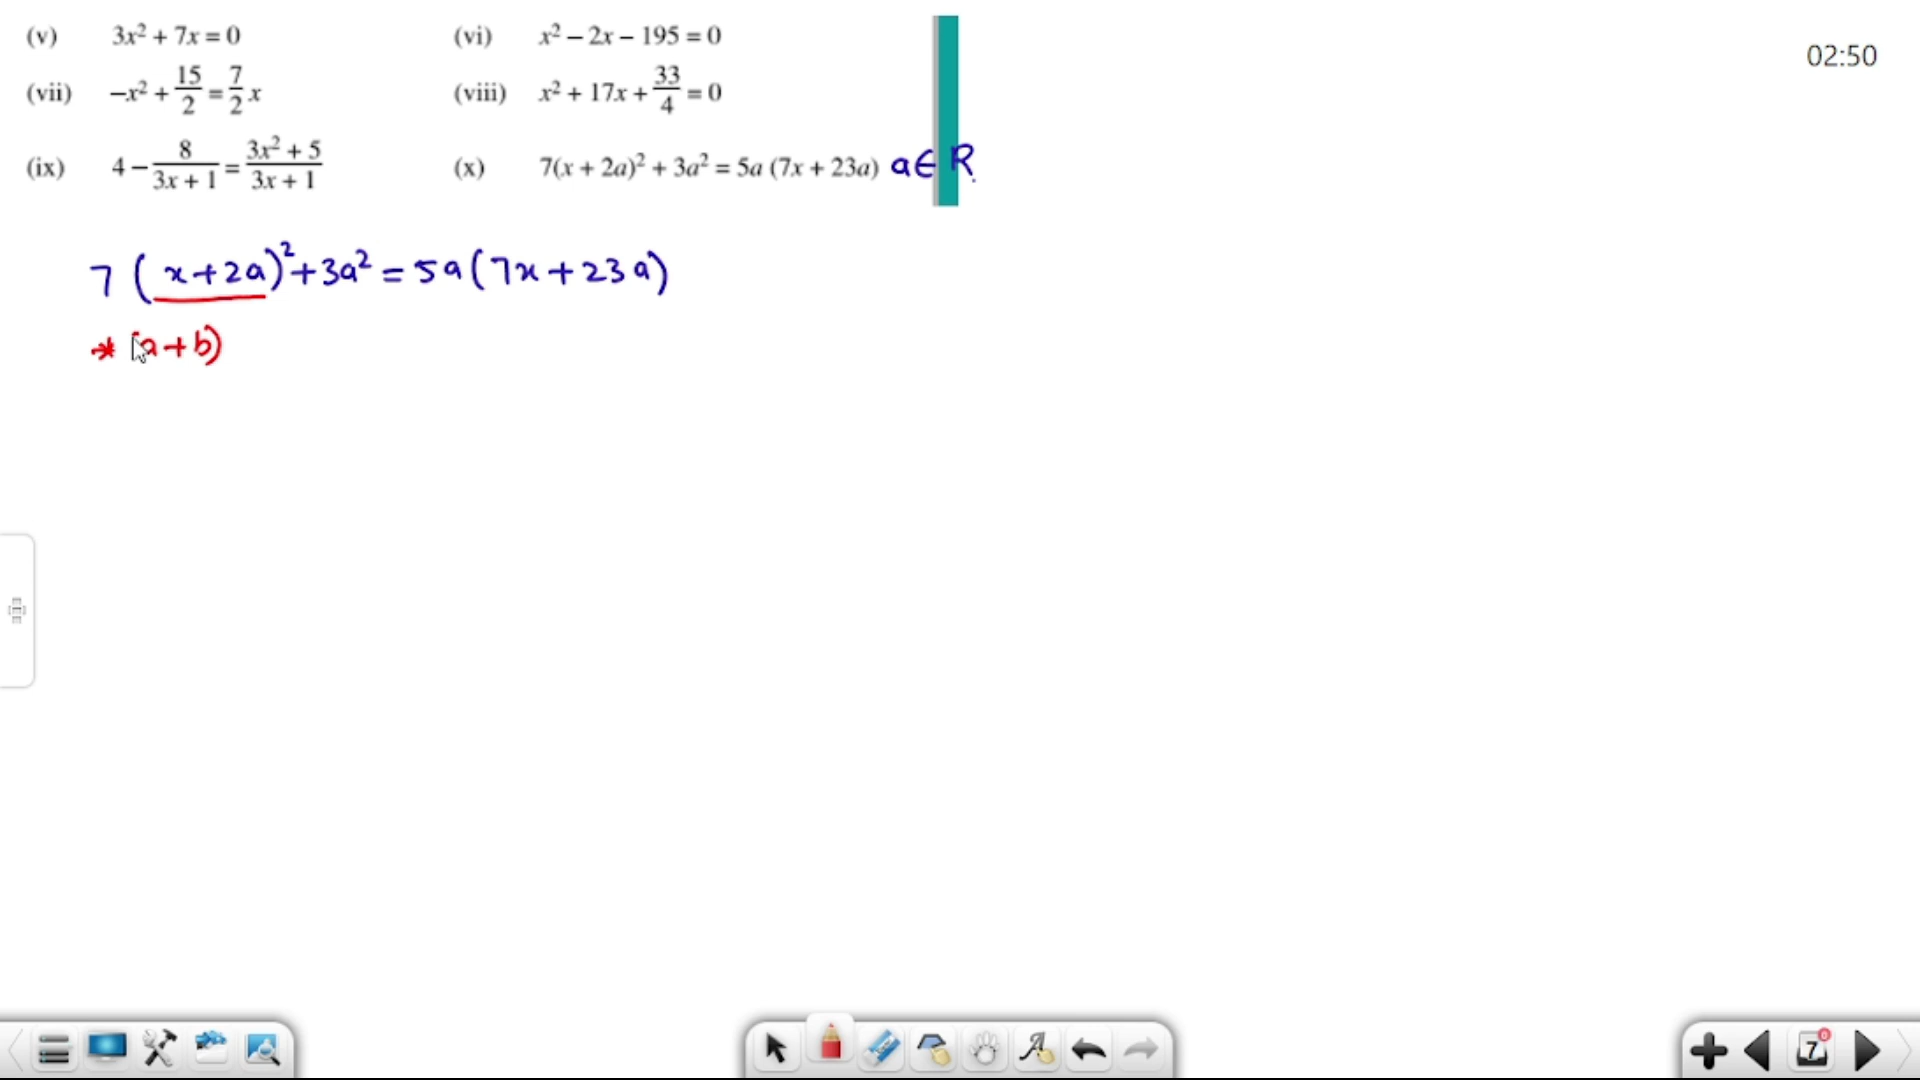 (v) 3x² + 7x = 0 (vi) x² – 2x – 195 = 0
02:50
(vii) –x² + 15/2 = 7/2 x (viii) x² + 17x + 33/4 = 0
(ix) 4 – 8/(3x + 1) = (3x² + 5)/(3x + 1) (x) 7(x + 2a)² + 3a² = 5a (7x + 23a) a∈R
7 (x+2a)²+3a² = 5a(7x+23a)
* (a+b)
7
0